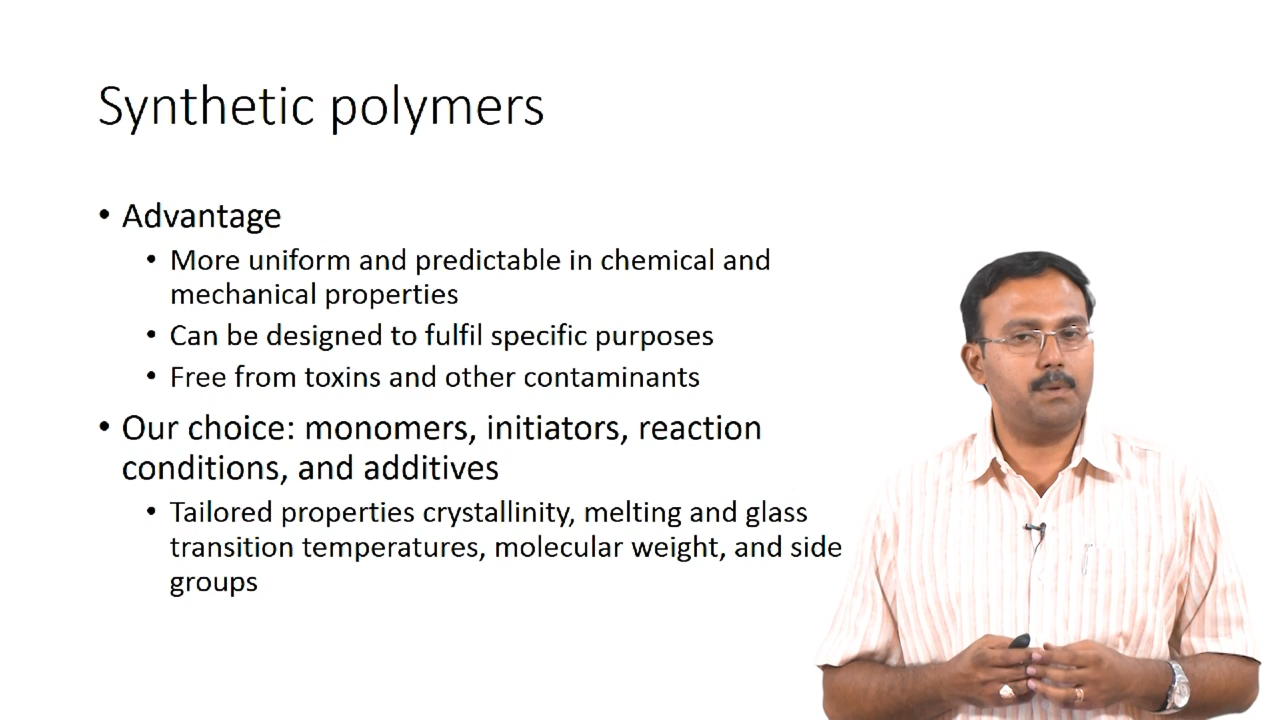 Synthetic polymers
• Advantage
• More uniform and predictable in chemical and
mechanical properties
• Can be designed to fulfil specific purposes
• Free from toxins and other contaminants
• Our choice: monomers, initiators, reaction
conditions, and additives
• Tailored properties crystallinity, melting and glass
transition temperatures, molecular weight, and side
groups